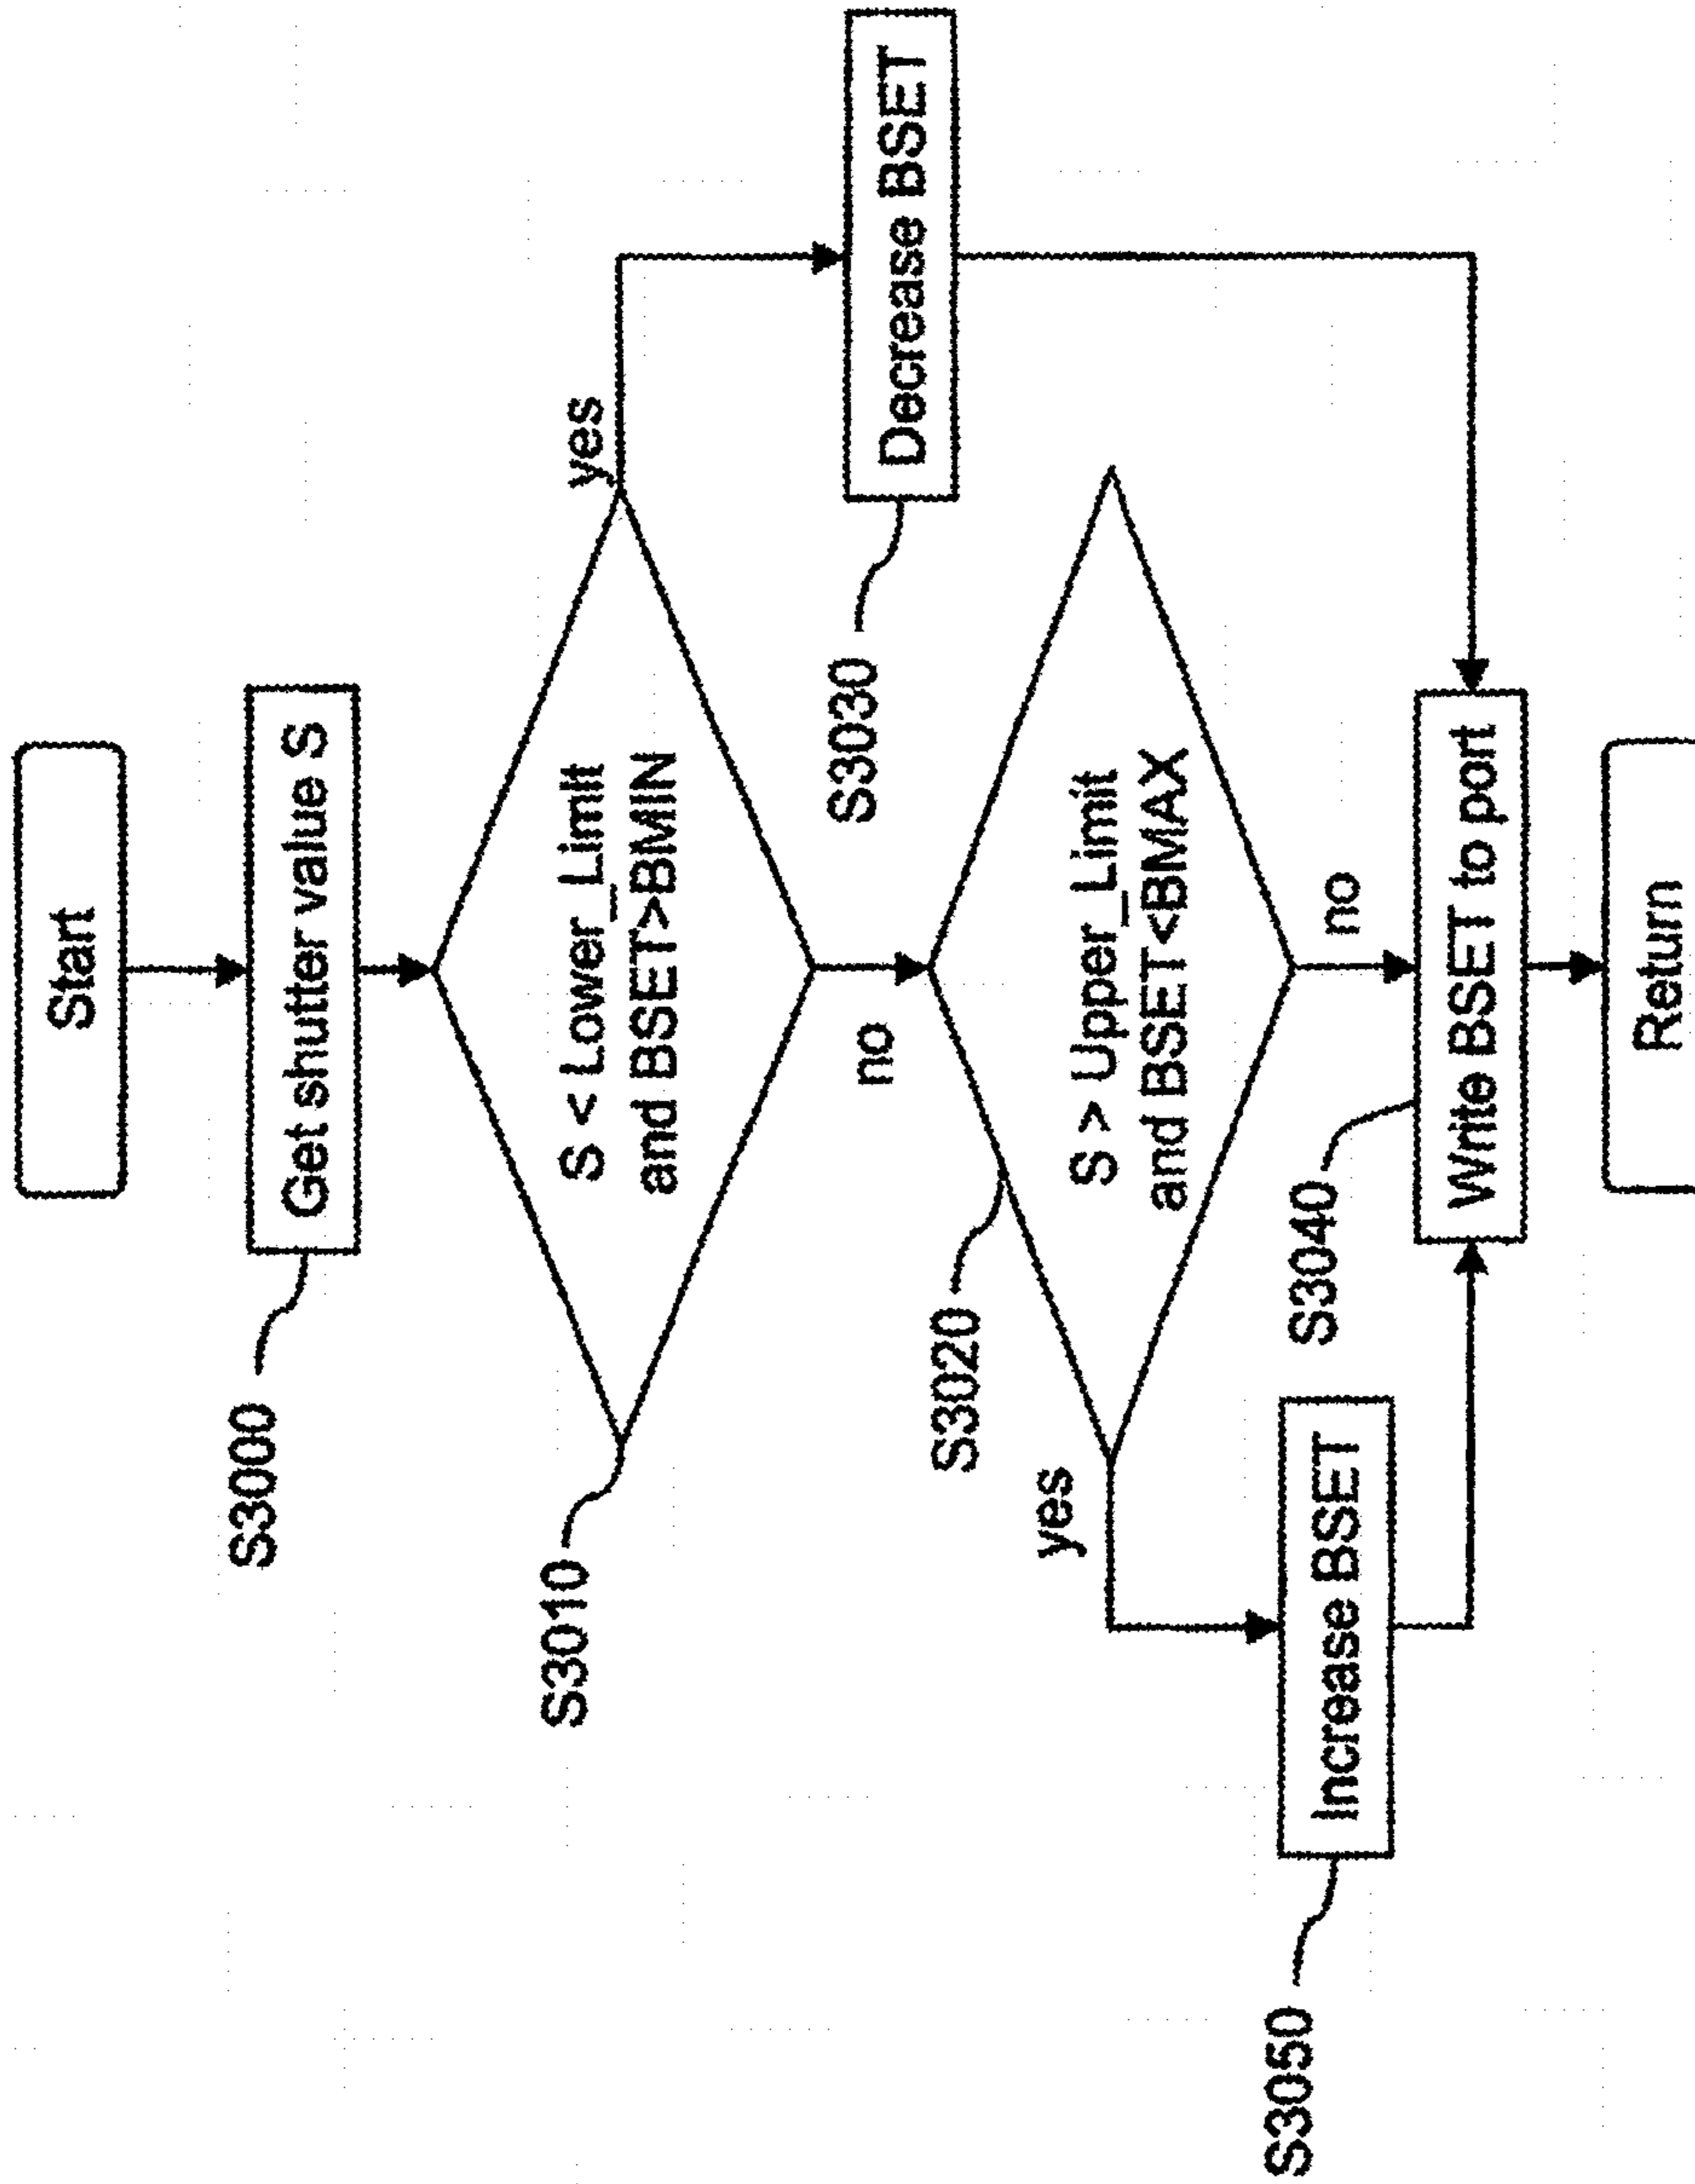 Start
S3000
Get shutter value S
S3010
S < Lower_Limit
and BSET>BMIN
yes
no
S3030
Decrease BSET
S3020
S > Upper_Limit
and BSET<BMAX
yes
no
S3050
Increase BSET
S3040
Write BSET to port
Return